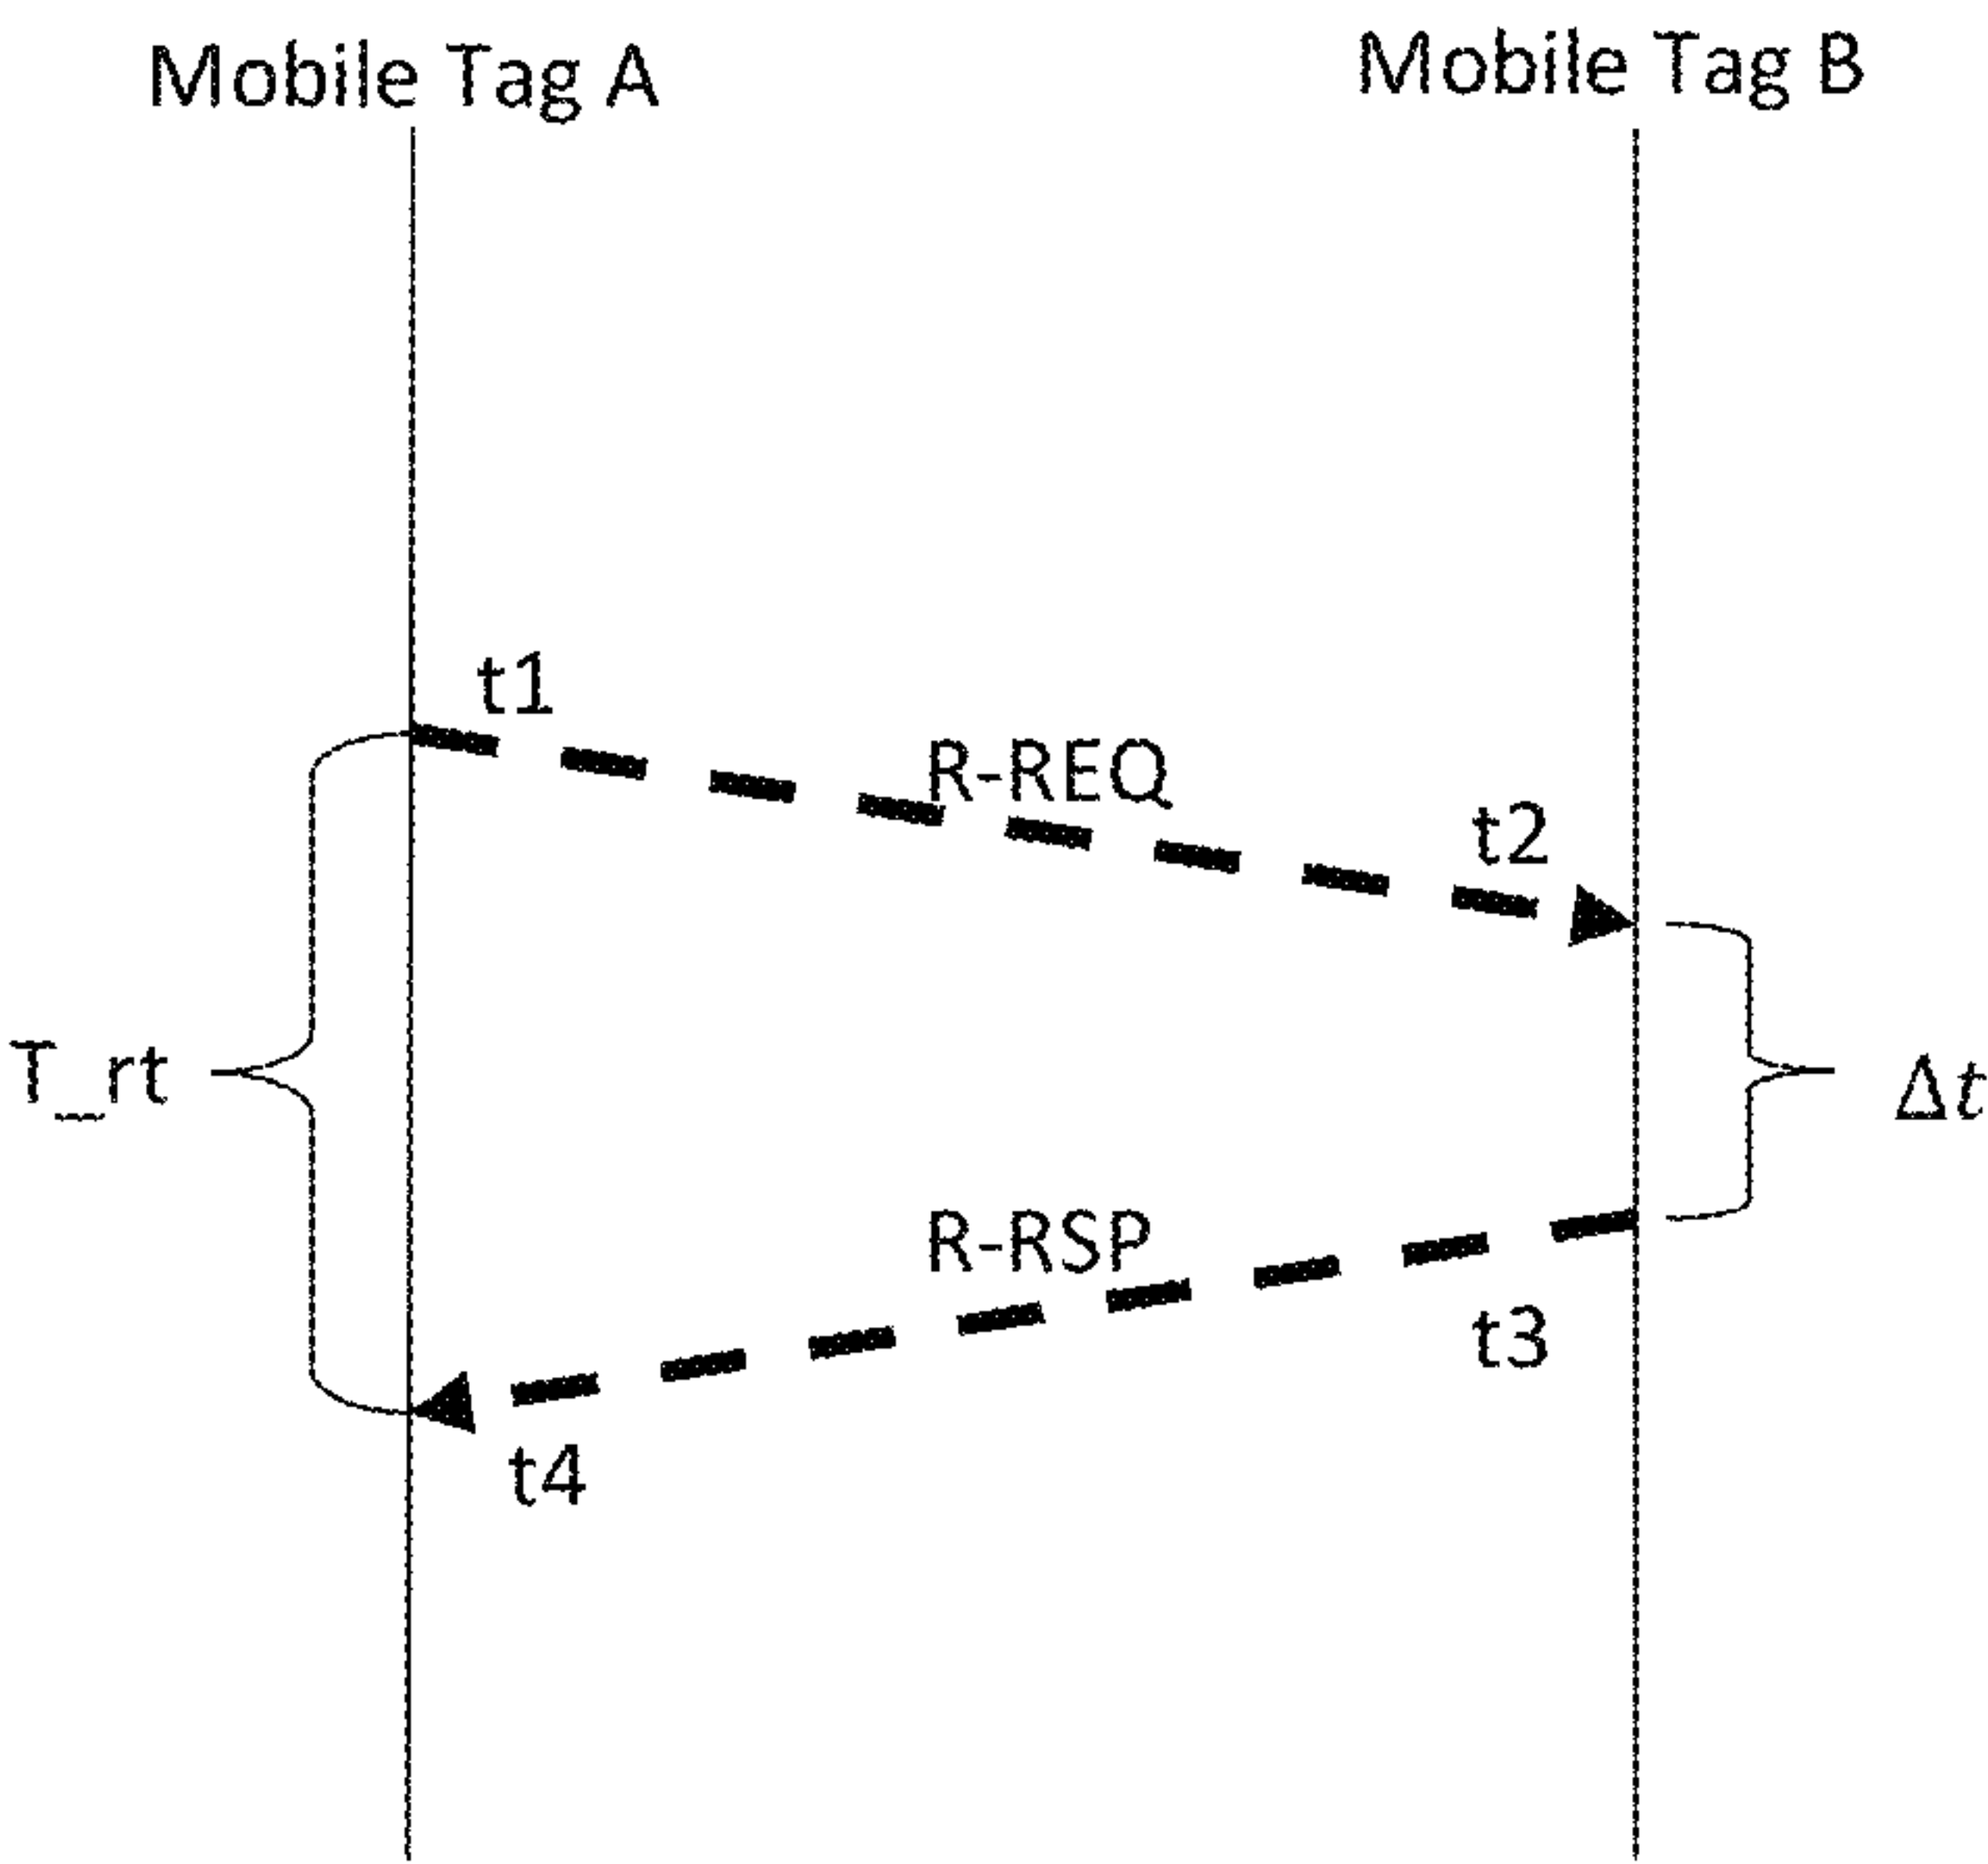 Mobile Tag A
Mobile Tag B
t1
R-REQ
t2
T_rt
Δt
R-RSP
t3
t4